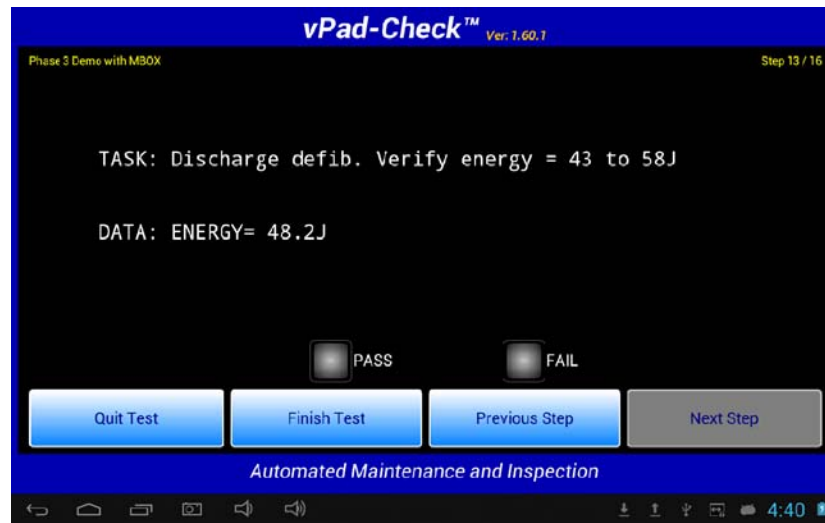 vPad-Check™ Ver: 1.60.1
Phase 3 Demo with MBOX
Step 13 / 16
TASK: Discharge defib. Verify energy = 43 to 58J
DATA: ENERGY= 48.2J
PASS
FAIL
Quit Test
Finish Test
Previous Step
Next Step
Automated Maintenance and Inspection
4:40